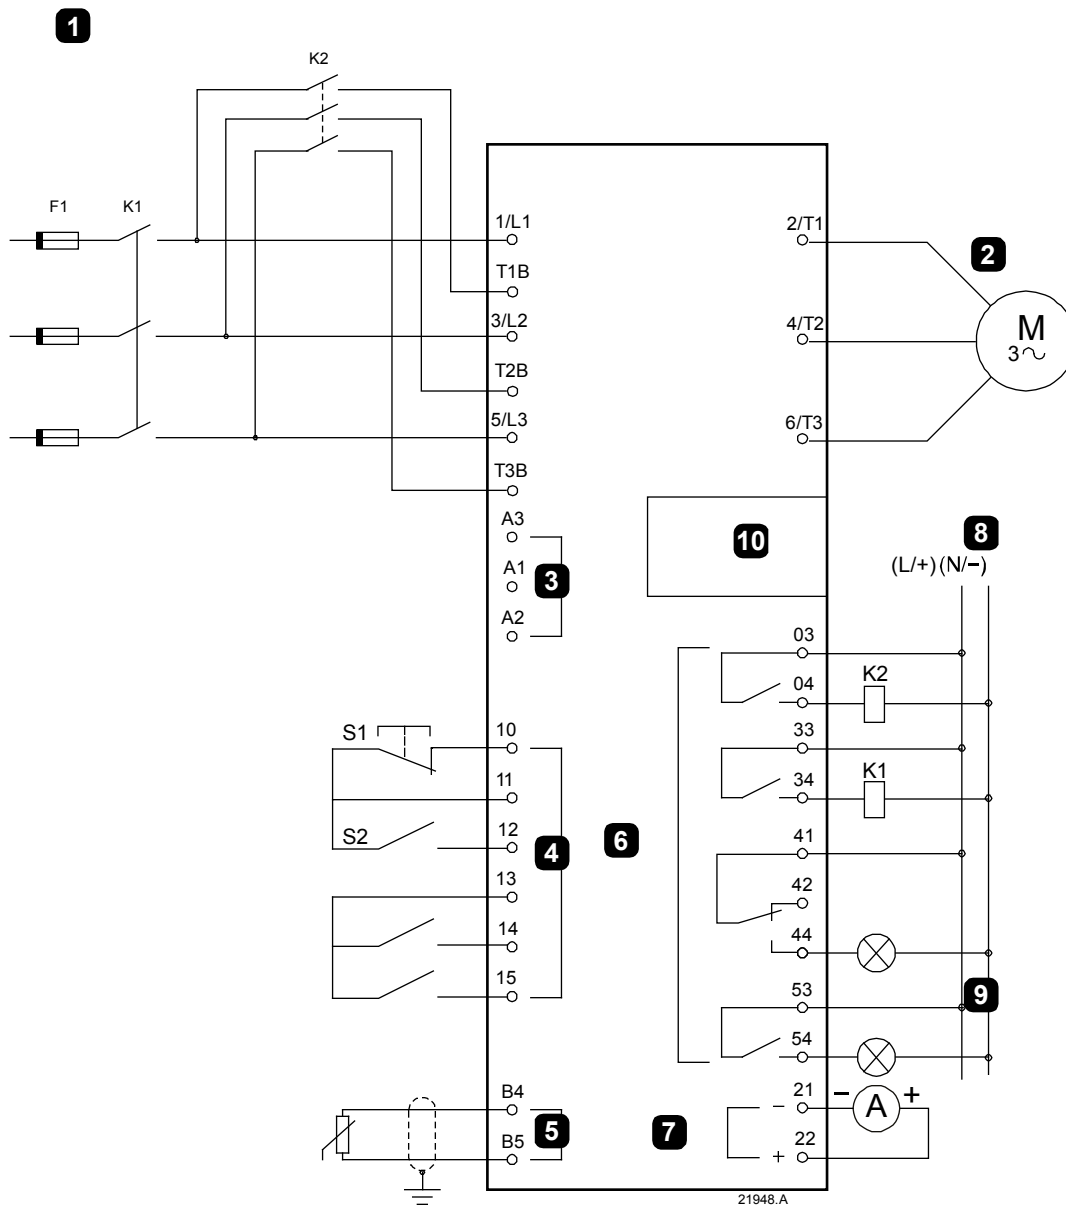 1
K2
F1 K1
1/L1 2/T1
2
T1B
3/L2 4/T2
M
3~
T2B
5/L3 6/T3
T3B
A3
10
8
A1
3
(L/+) (N/−)
A2
03
K2
04
S1
10
33
11
K1
34
S2
12
4
6
41
13
42
14
44
15
9
53
54
B4
21
− A +
−
5
7
B5
22
+
21948.A